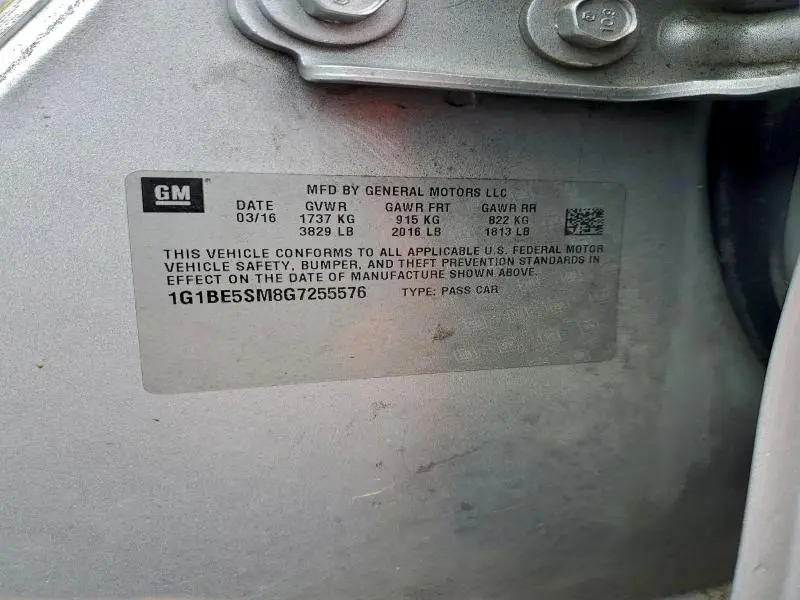 GM
MFD BY GENERAL MOTORS LLC
DATE GVWR GAWR FRT GAWR RR
03/16 1737 KG 915 KG 822 KG
3829 LB 2016 LB 1813 LB
THIS VEHICLE CONFORMS TO ALL APPLICABLE U.S. FEDERAL MOTOR
VEHICLE SAFETY, BUMPER, AND THEFT PREVENTION STANDARDS IN
EFFECT ON THE DATE OF MANUFACTURE SHOWN ABOVE.
1G1BE5SM8G7255576 TYPE: PASS CAR